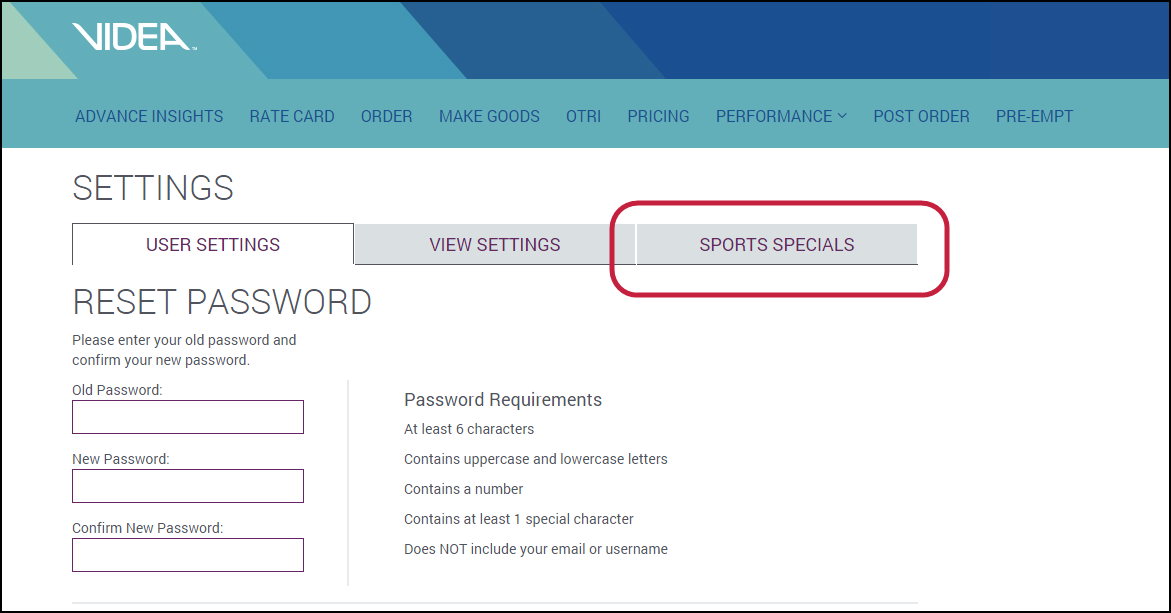 VIDEA™
ADVANCE INSIGHTS RATE CARD ORDER MAKE GOODS OTRI PRICING PERFORMANCE POST ORDER PRE-EMPT
SETTINGS
USER SETTINGS VIEW SETTINGS SPORTS SPECIALS
RESET PASSWORD
Please enter your old password and
confirm your new password.
Old Password:
New Password:
Confirm New Password:
Password Requirements
At least 6 characters
Contains uppercase and lowercase letters
Contains a number
Contains at least 1 special character
Does NOT include your email or username